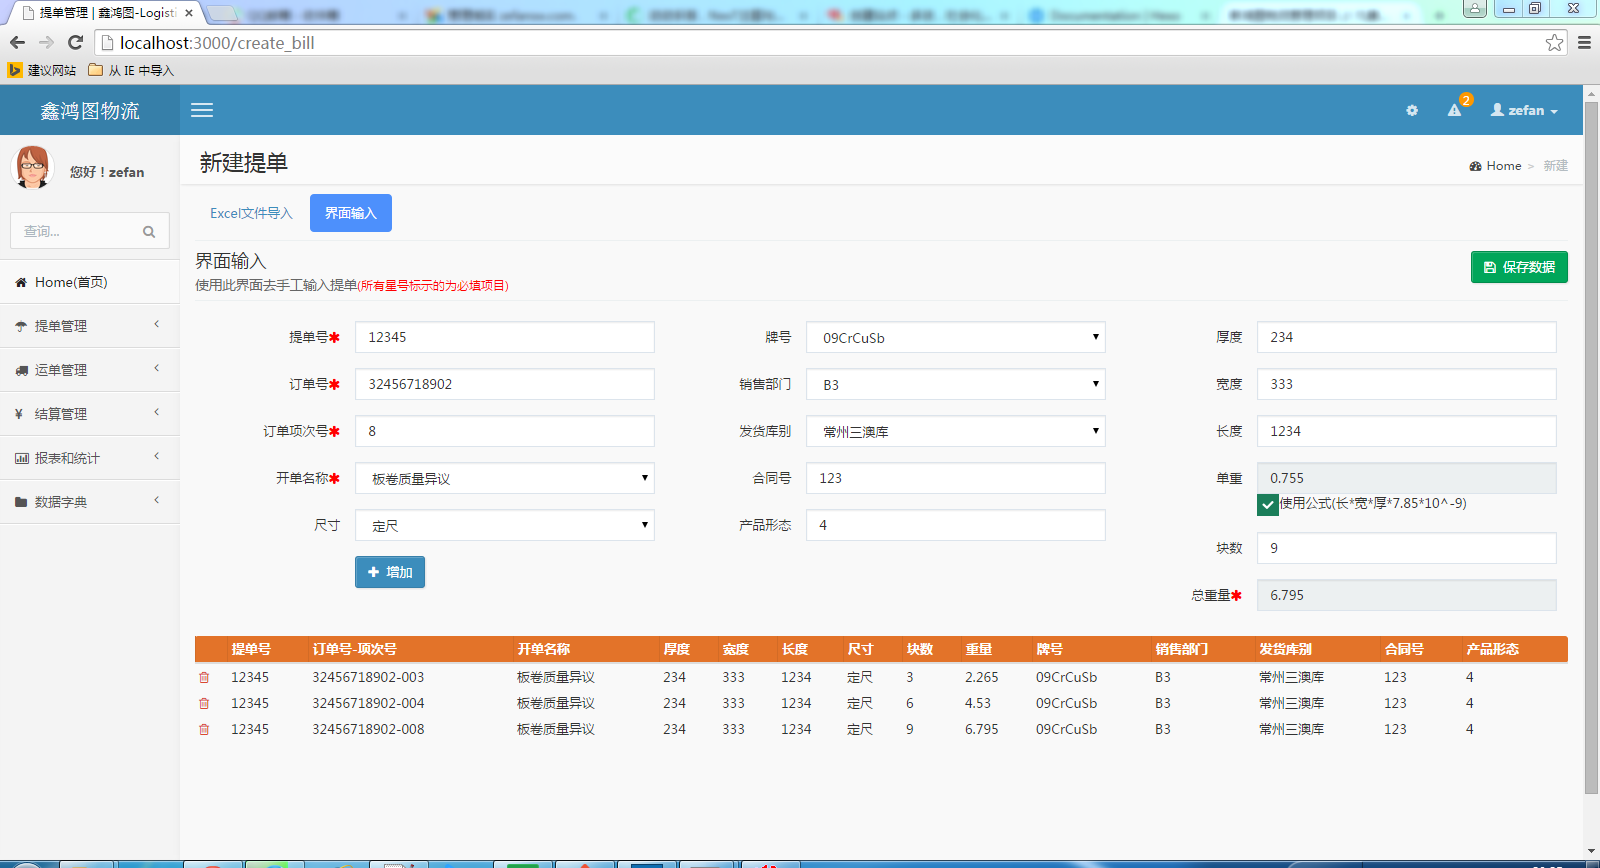 提单管理 | 鑫鸿图-Logisti
localhost:3000/create_bill
建议网站 从 IE 中导入
鑫鸿图物流
2
zefan
您好！zefan
新建提单
Home > 新建
Excel文件导入 界面输入
查询...
界面输入
保存数据
使用此界面去手工输入提单(所有星号标示的为必填项目)
Home(首页)
提单管理
运单管理
结算管理
报表和统计
数据字典
提单号✱ 12345 牌号 09CrCuSb 厚度 234
订单号✱ 32456718902 销售部门 B3 宽度 333
订单项次号✱ 8 发货库别 常州三澳库 长度 1234
开单名称✱ 板卷质量异议 合同号 123 单重 0.755
使用公式(长*宽*厚*7.85*10^-9)
尺寸 定尺 产品形态 4
块数 9
增加
总重量✱ 6.795
提单号 订单号-项次号 开单名称 厚度 宽度 长度 尺寸 块数 重量 牌号 销售部门 发货库别 合同号 产品形态
12345 32456718902-003 板卷质量异议 234 333 1234 定尺 3 2.265 09CrCuSb B3 常州三澳库 123 4
12345 32456718902-004 板卷质量异议 234 333 1234 定尺 6 4.53 09CrCuSb B3 常州三澳库 123 4
12345 32456718902-008 板卷质量异议 234 333 1234 定尺 9 6.795 09CrCuSb B3 常州三澳库 123 4